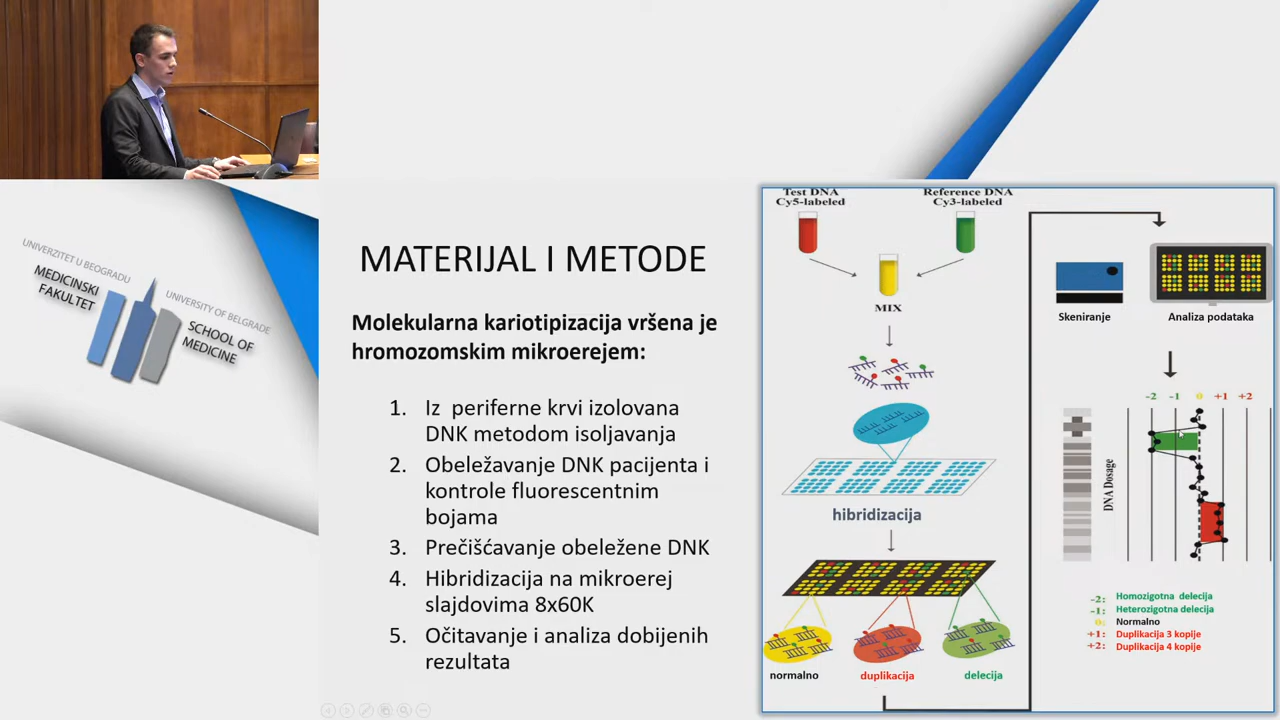 UNIVERZITET U BEOGRADU
MEDICINSKI
FAKULTET
UNIVERSITY OF BELGRADE
SCHOOL OF
MEDICINE
MATERIJAL I METODE
Molekularna kariotipizacija vršena je
hromozomskim mikroerejem:
1. Iz periferne krvi izolovana
DNK metodom isoljavanja
2. Obeležavanje DNK pacijenta i
kontrole fluorescentnim
bojama
3. Prečišćavanje obeležene DNK
4. Hibridizacija na mikroerej
slajdovima 8x60K
5. Očitavanje i analiza dobijenih
rezultata
Test DNA
Cy5-labeled
Reference DNA
Cy3-labeled
MIX
hibridizacija
normalno
duplikacija
delecija
Skeniranje
Analiza podataka
-2 -1 0 +1 +2
DNA Dosage
-2: Homozigotna delecija
-1: Heterozigotna delecija
0: Normalno
+1: Duplikacija 3 kopije
+2: Duplikacija 4 kopije